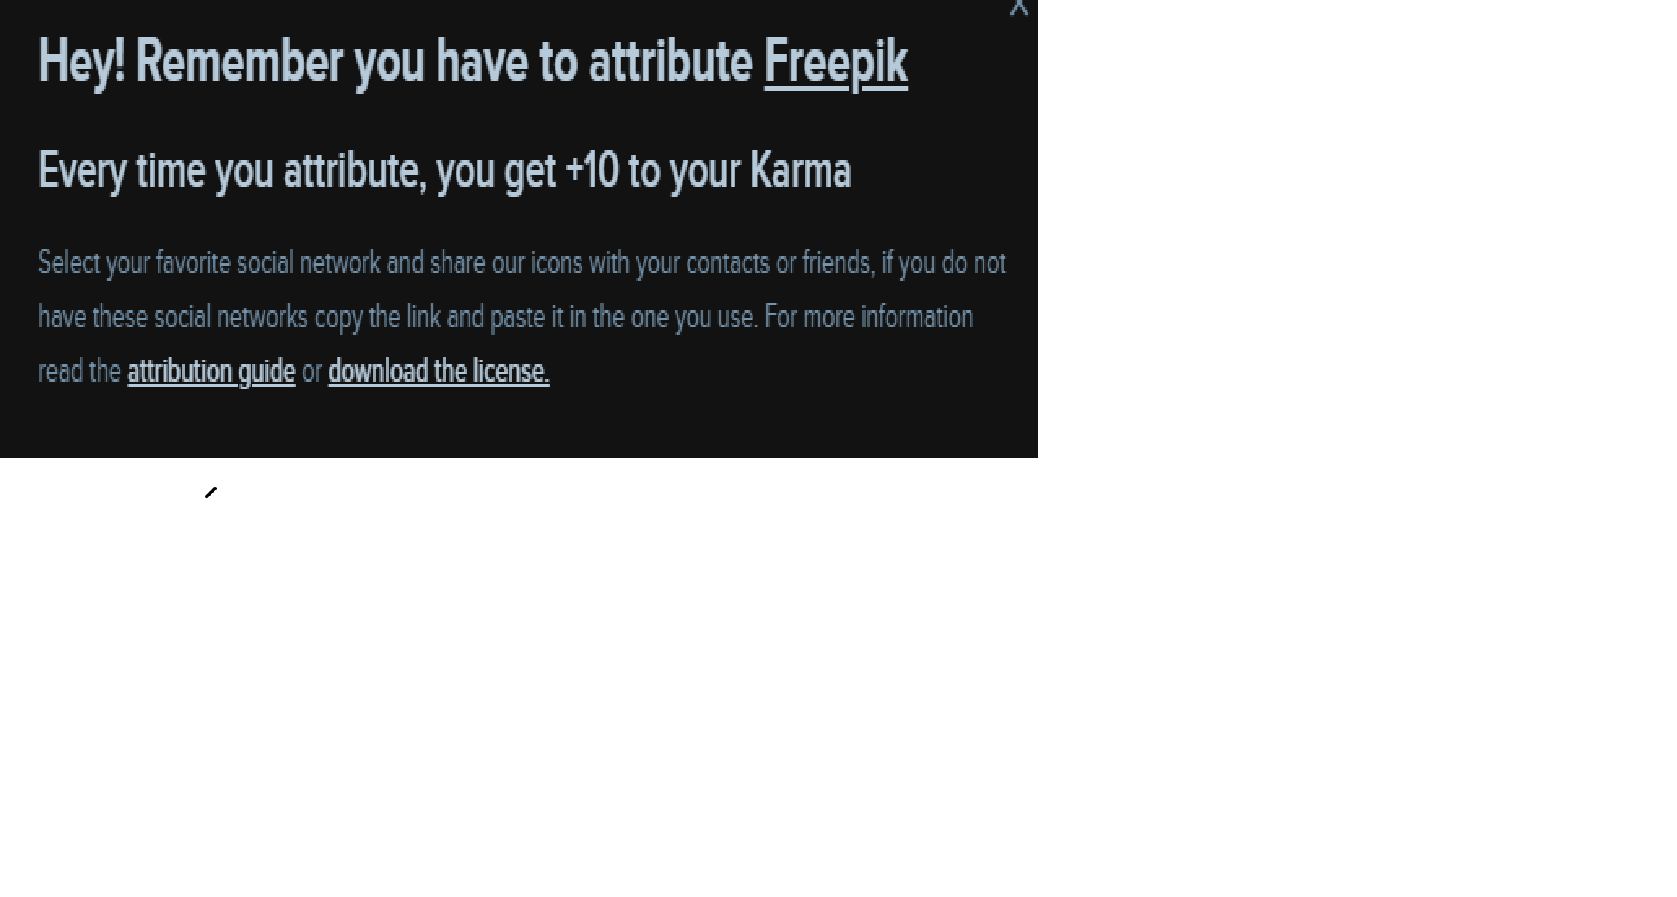 Hey! Remember you have to attribute Freepik
Every time you attribute, you get +10 to your Karma
Select your favorite social network and share our icons with your contacts or friends, if you do not
have these social networks copy the link and paste it in the one you use. For more information
read the attribution guide or download the license.